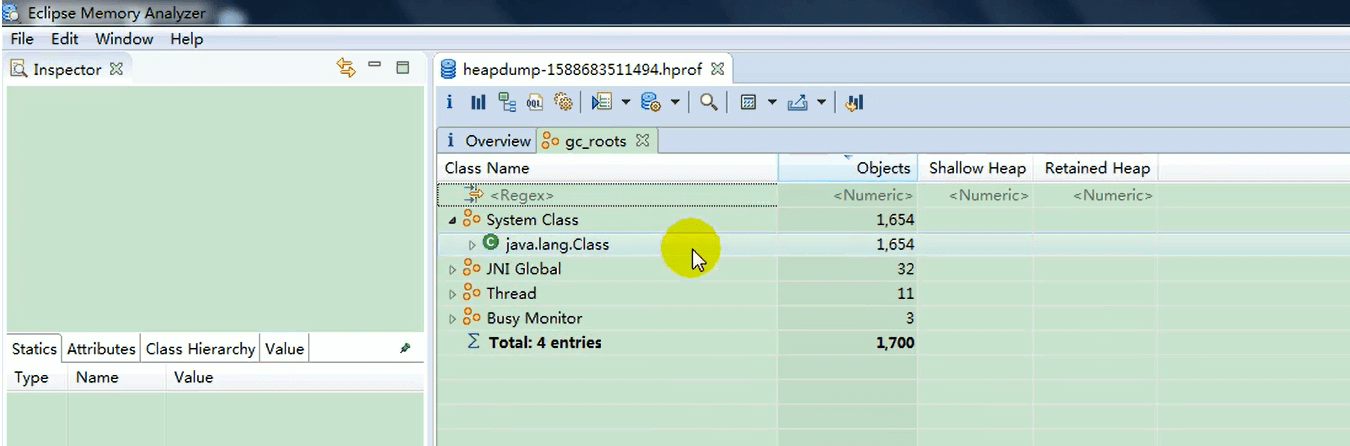 Eclipse Memory Analyzer
File Edit Window Help
Inspector
heapdump-1588683511494.hprof
i OQL
i Overview gc_roots
Class Name Objects Shallow Heap Retained Heap
<Regex> <Numeric> <Numeric> <Numeric>
System Class 1,654
C java.lang.Class 1,654
JNI Global 32
Thread 11
Busy Monitor 3
Σ Total: 4 entries 1,700
Statics Attributes Class Hierarchy Value
Type Name Value